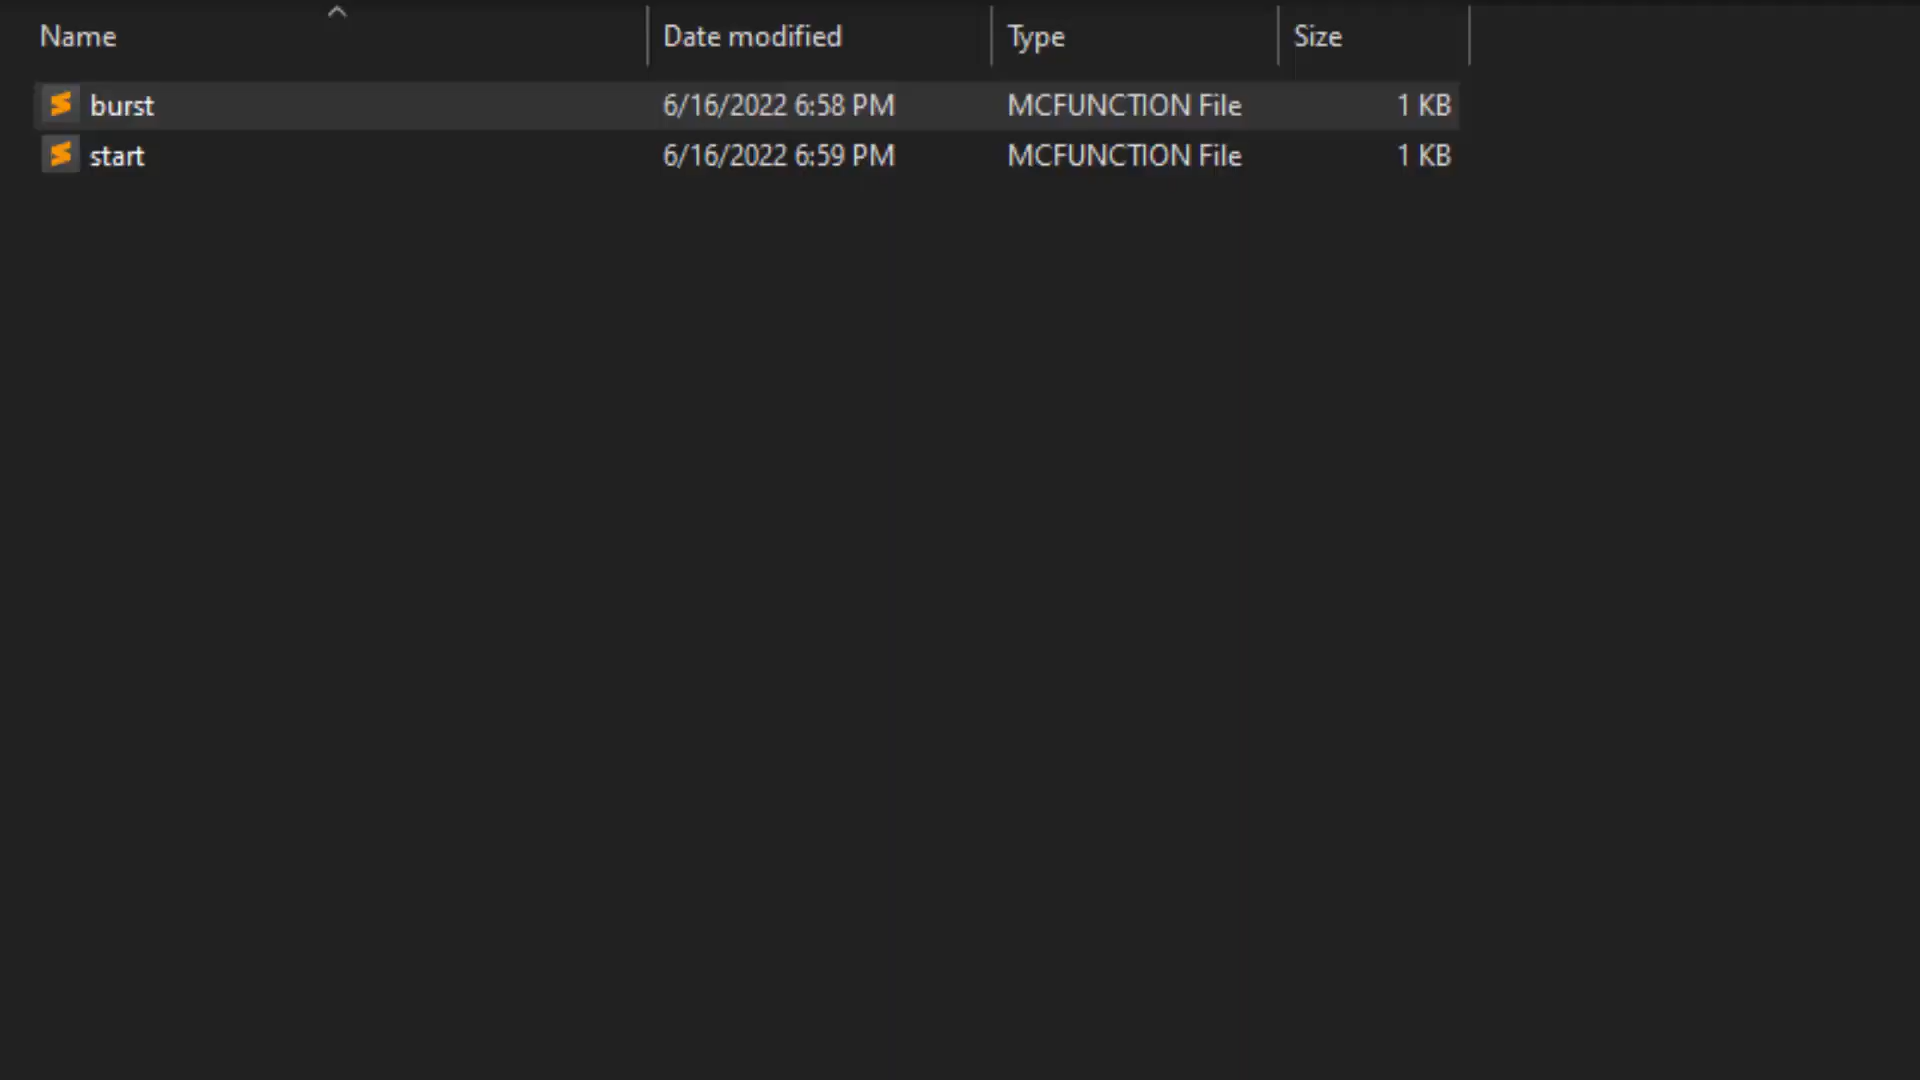 Name Date modified Type Size
burst 6/16/2022 6:58 PM MCFUNCTION File 1 KB
start 6/16/2022 6:59 PM MCFUNCTION File 1 KB